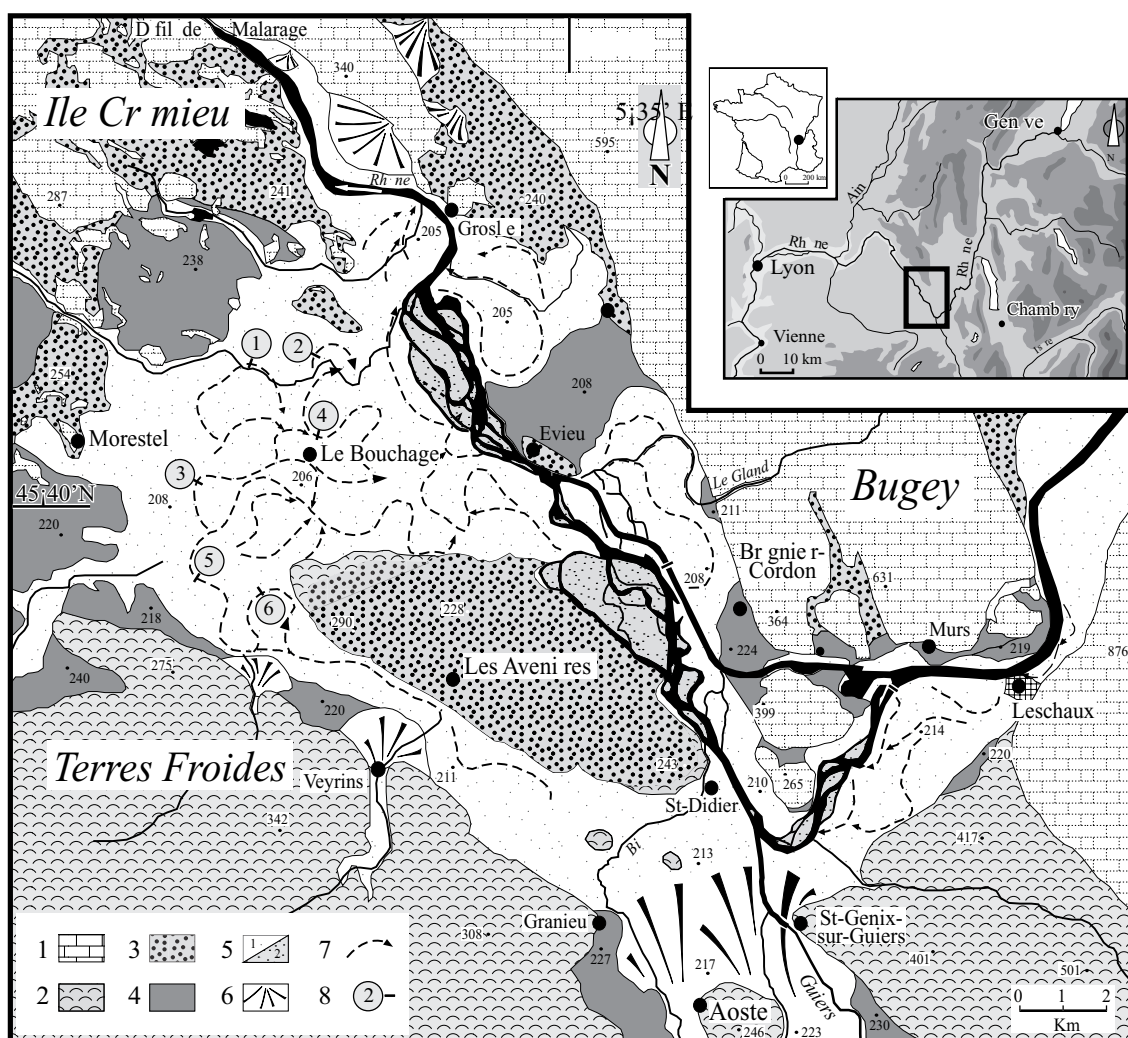 D fil de Malarage
340
Ile Cr mieu
5,35’ E
N
595
Rh ne
287
241
240
Grosl e
205
238
205
1
2
254
208
4
Morestel
Evieu
Le Bouchage
3
206
45,40’N
208
220
Le Gland
211
Bugey
5
Br gnie r-
Cordon
208
631
6
228
290
364
218
Murs
219
275
224
876
240
Les Aveni res
220
399
Leschaux
214
Terres Froides
243
220
211
Veyrins
210
265
St-Didier
342
417
Bi
213
Granieu
St-Genix-
sur-Guiers
308
227
401
217
501
Guiers
Aoste
246
223
230
1
3
5
1
2
7
2
4
6
8
2
0 1 2
Km
0 200 km
Gen ve
N
Ain
Rh ne
Lyon
Rh ne
Chamb ry
Vienne
Is re
0 10 km